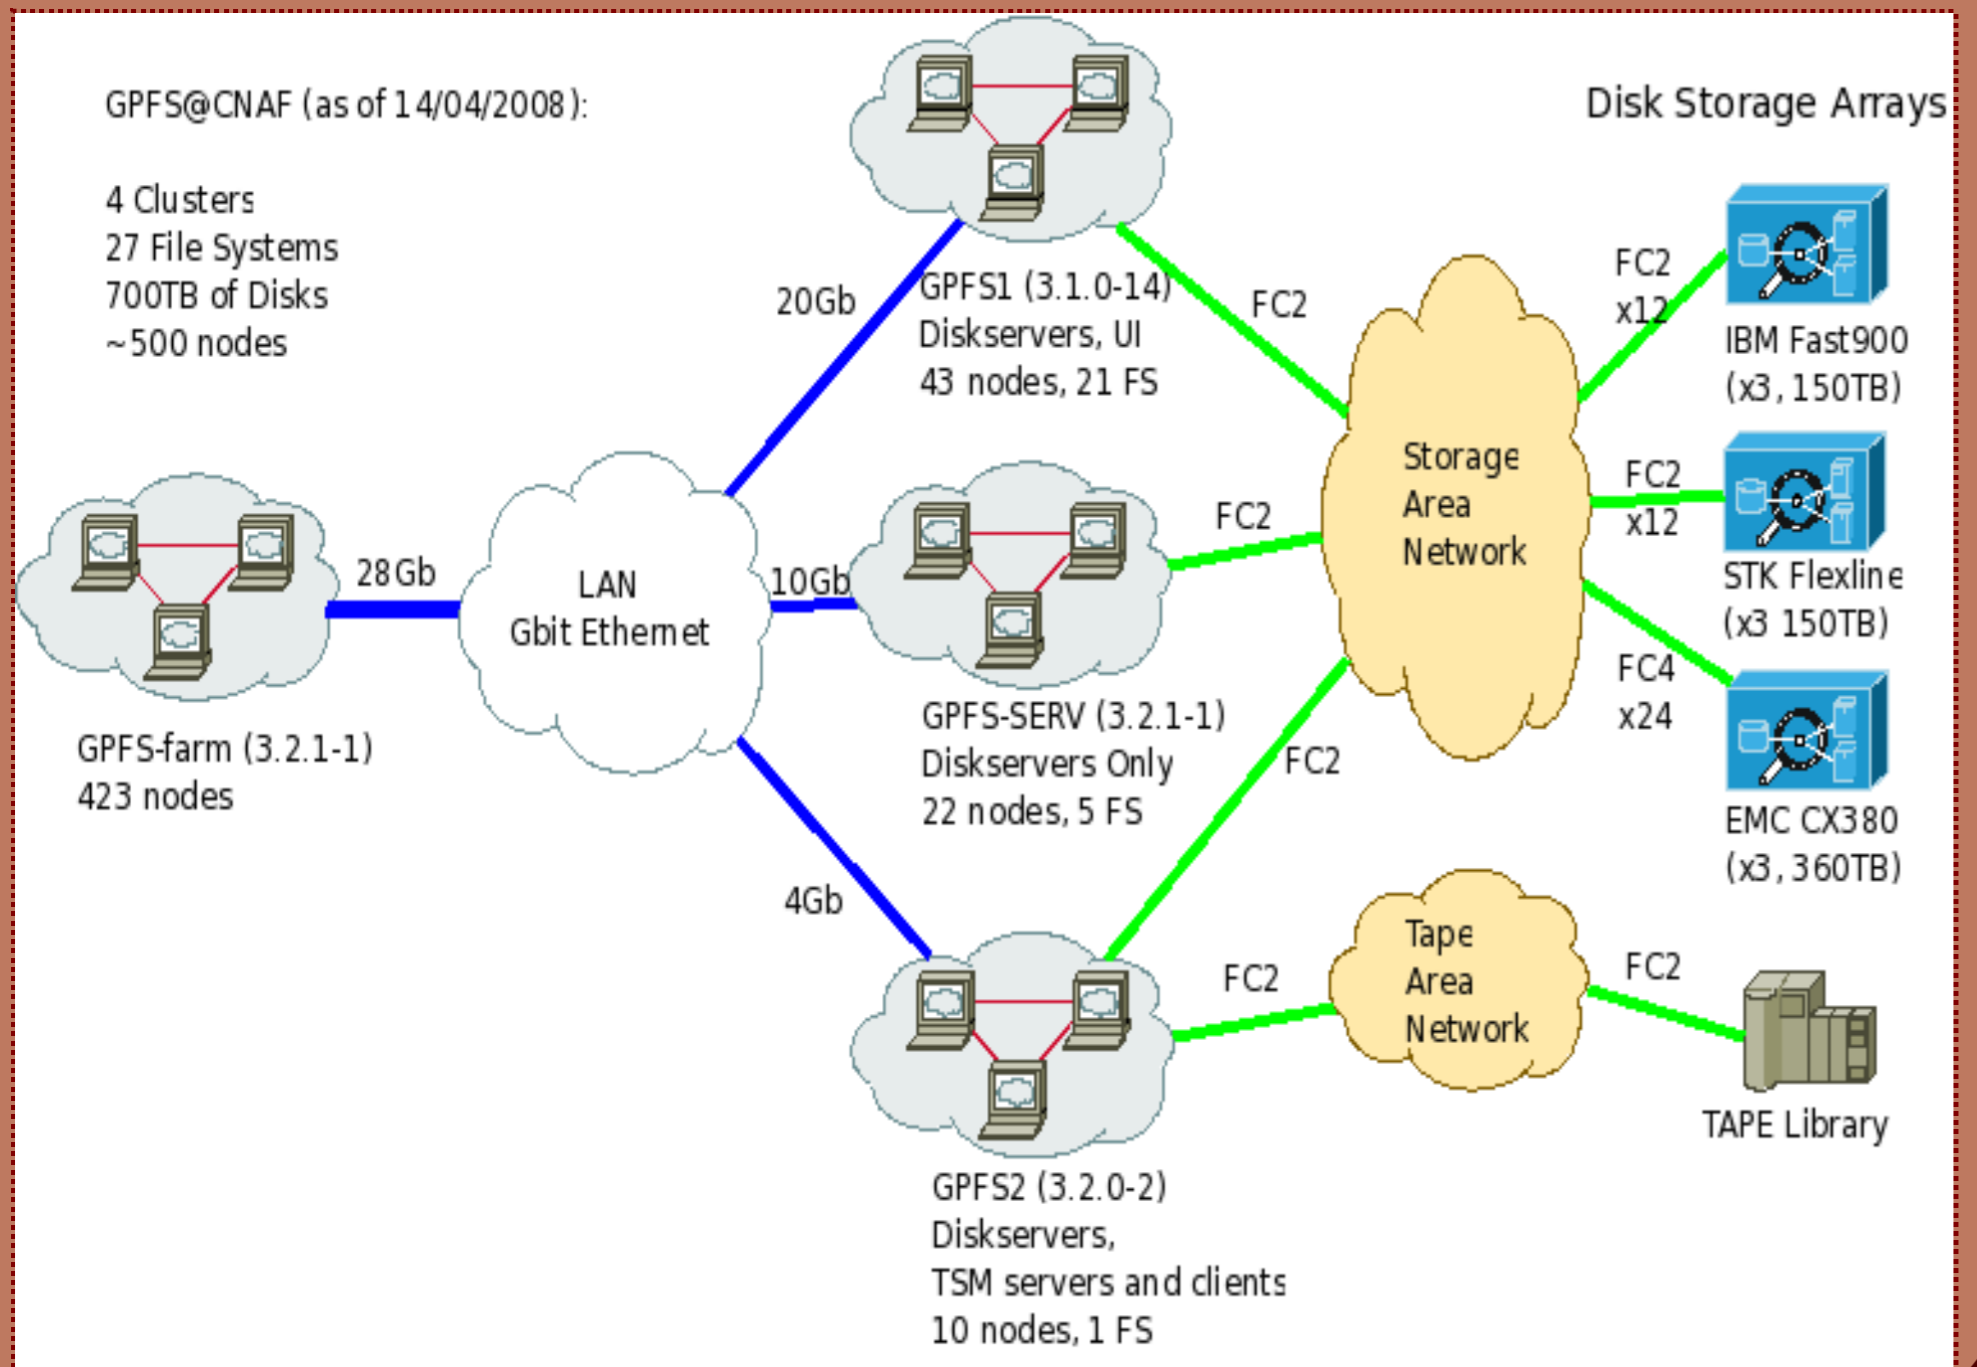 GPFS@CNAF (as of 14/04/2008):
4 Clusters
27 File Systems
700TB of Disks
~500 nodes
Disk Storage Arrays
20Gb
GPFS1 (3.1.0-14)
Diskservers, UI
43 nodes, 21 FS
FC2
FC2
x12
IBM Fast900
(x3, 150TB)
28Gb
GPFS-farm (3.2.1-1)
423 nodes
LAN
Gbit Ethernet
10Gb
GPFS-SERV (3.2.1-1)
Diskservers Only
22 nodes, 5 FS
FC2
Storage
Area
Network
FC2
x12
STK Flexline
(x3 150TB)
FC4
x24
EMC CX380
(x3, 360TB)
4Gb
FC2
GPFS2 (3.2.0-2)
Diskservers,
TSM servers and clients
10 nodes, 1 FS
FC2
Tape
Area
Network
FC2
TAPE Library